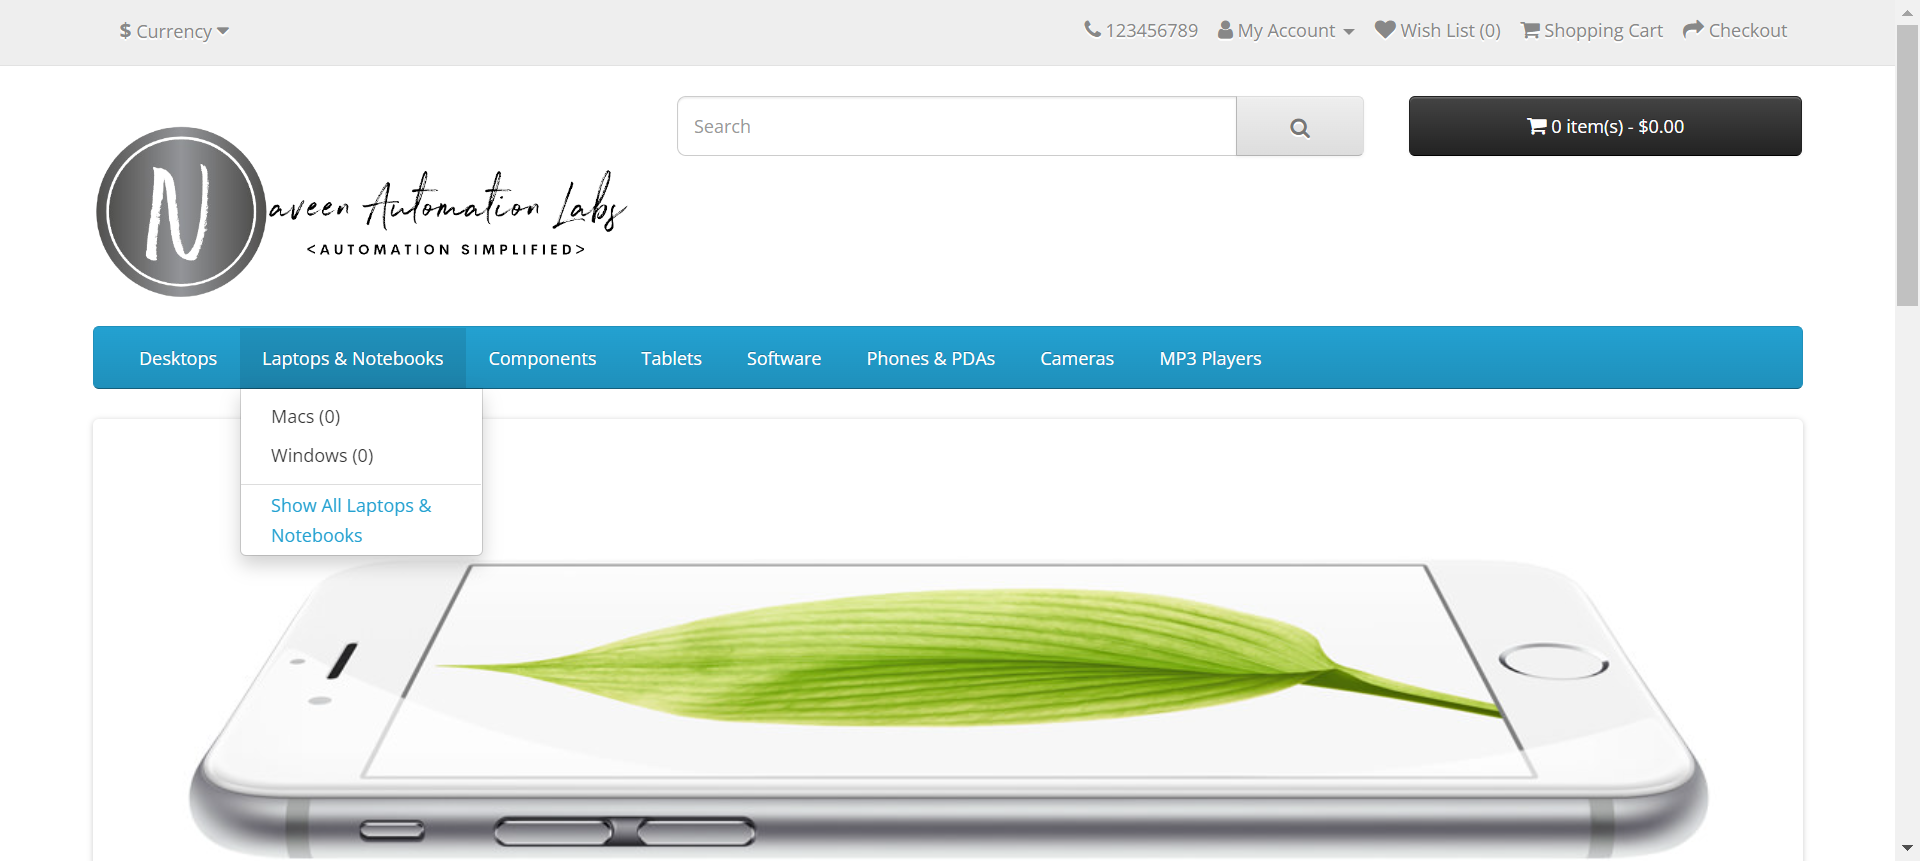 $ Currency
123456789 My Account Wish List (0) Shopping Cart Checkout
Search
0 item(s) - $0.00
Naveen Automation Labs
<AUTOMATION SIMPLIFIED>
Desktops Laptops & Notebooks Components Tablets Software Phones & PDAs Cameras MP3 Players
Macs (0)
Windows (0)
Show All Laptops &
Notebooks